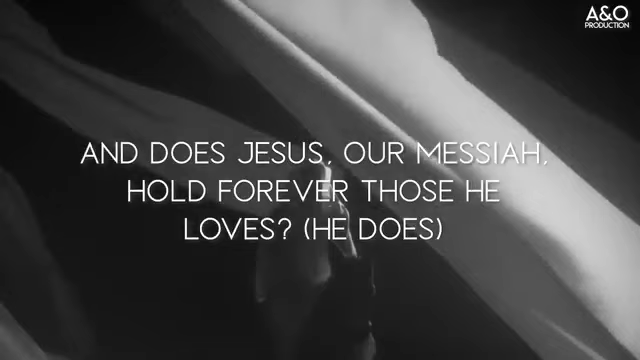 A&O
PRODUCTION
AND DOES JESUS, OUR MESSIAH,
HOLD FOREVER THOSE HE
LOVES? (HE DOES)